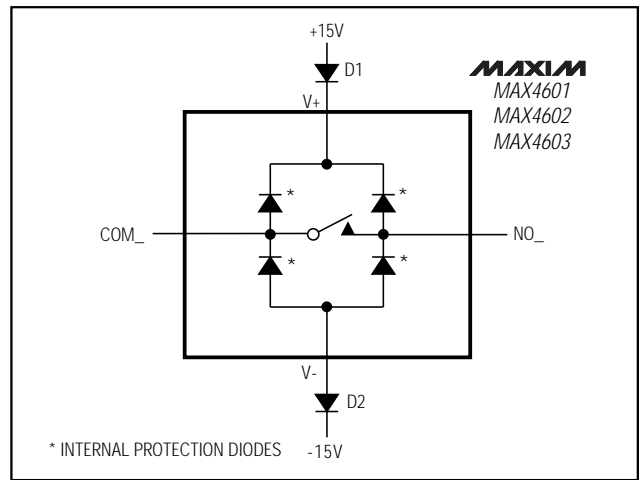 +15V
D1
MAXIM
MAX4601
MAX4602
MAX4603
V+
*
*
COM_
NO_
*
*
V-
D2
* INTERNAL PROTECTION DIODES
-15V